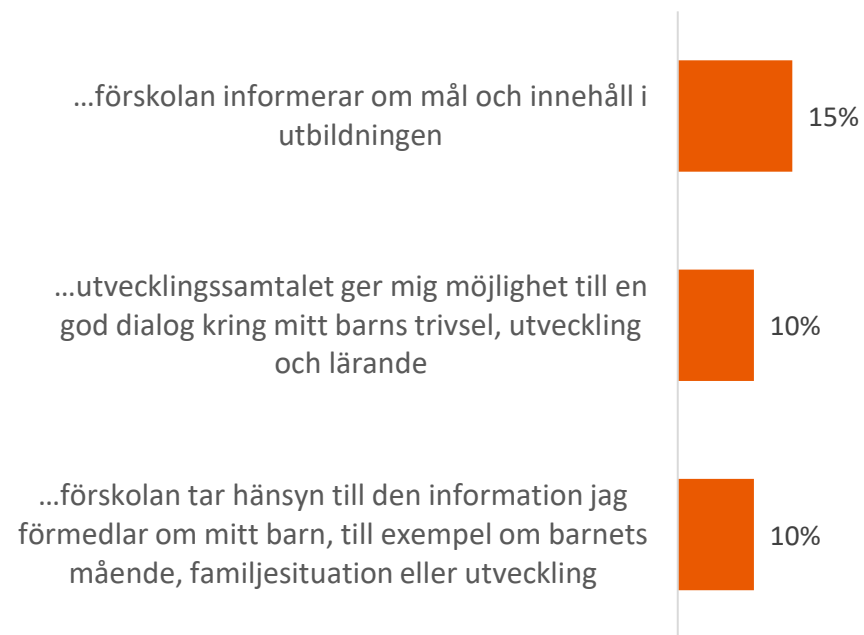 ...förskolan informerar om mål och innehåll i
utbildningen
15%
...utvecklingssamtalet ger mig möjlighet till en
god dialog kring mitt barns trivsel, utveckling
och lärande
10%
...förskolan tar hänsyn till den information jag
förmedlar om mitt barn, till exempel om barnets
mående, familjesituation eller utveckling
10%